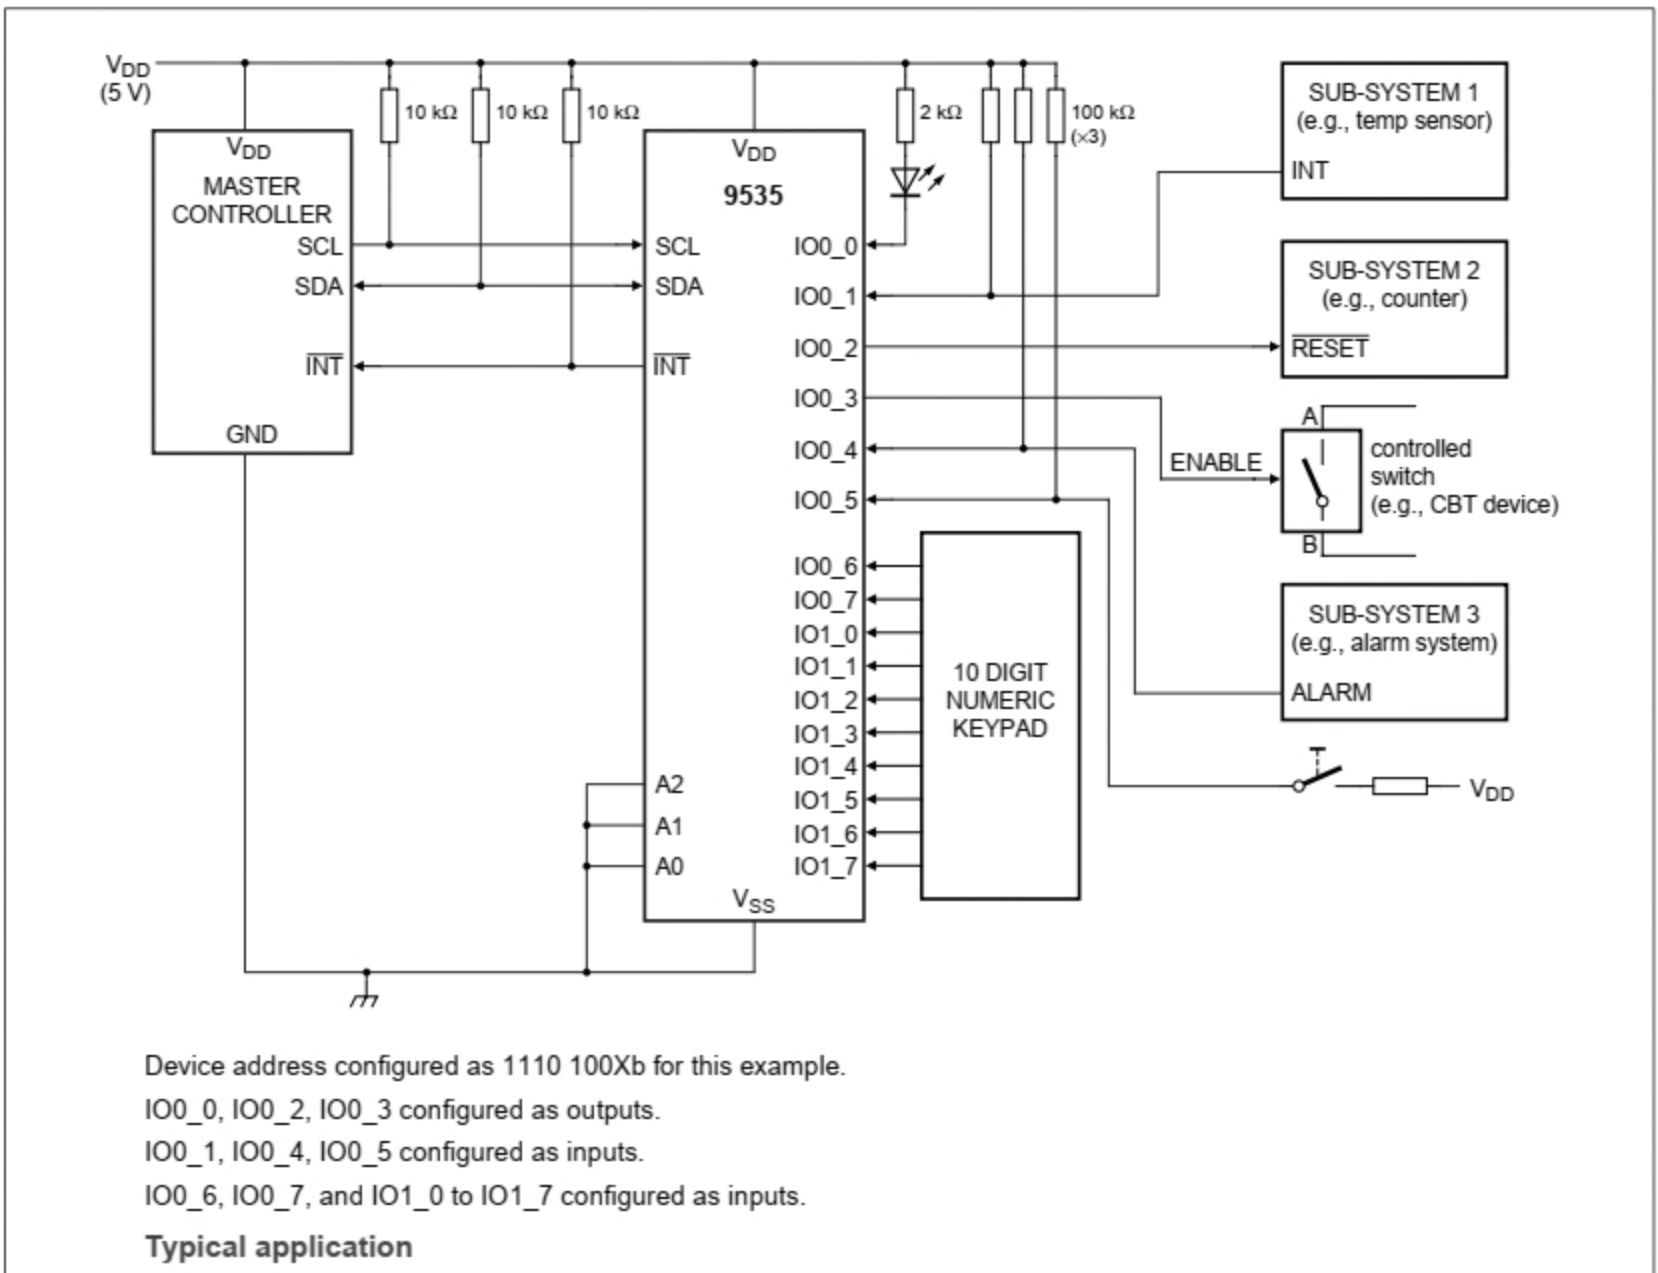 VDD
(5 V)
10 kΩ
10 kΩ
10 kΩ
2 kΩ
100 kΩ
(×3)
VDD
MASTER
CONTROLLER
SCL
SDA
INT
GND
VDD
9535
SCL
SDA
INT
A2
A1
A0
VSS
IO0_0
IO0_1
IO0_2
IO0_3
IO0_4
IO0_5
IO0_6
IO0_7
IO1_0
IO1_1
IO1_2
IO1_3
IO1_4
IO1_5
IO1_6
IO1_7
10 DIGIT
NUMERIC
KEYPAD
SUB-SYSTEM 1
(e.g., temp sensor)
INT
SUB-SYSTEM 2
(e.g., counter)
RESET
A
ENABLE
B
controlled
switch
(e.g., CBT device)
SUB-SYSTEM 3
(e.g., alarm system)
ALARM
VDD
Device address configured as 1110 100Xb for this example.
IO0_0, IO0_2, IO0_3 configured as outputs.
IO0_1, IO0_4, IO0_5 configured as inputs.
IO0_6, IO0_7, and IO1_0 to IO1_7 configured as inputs.
Typical application